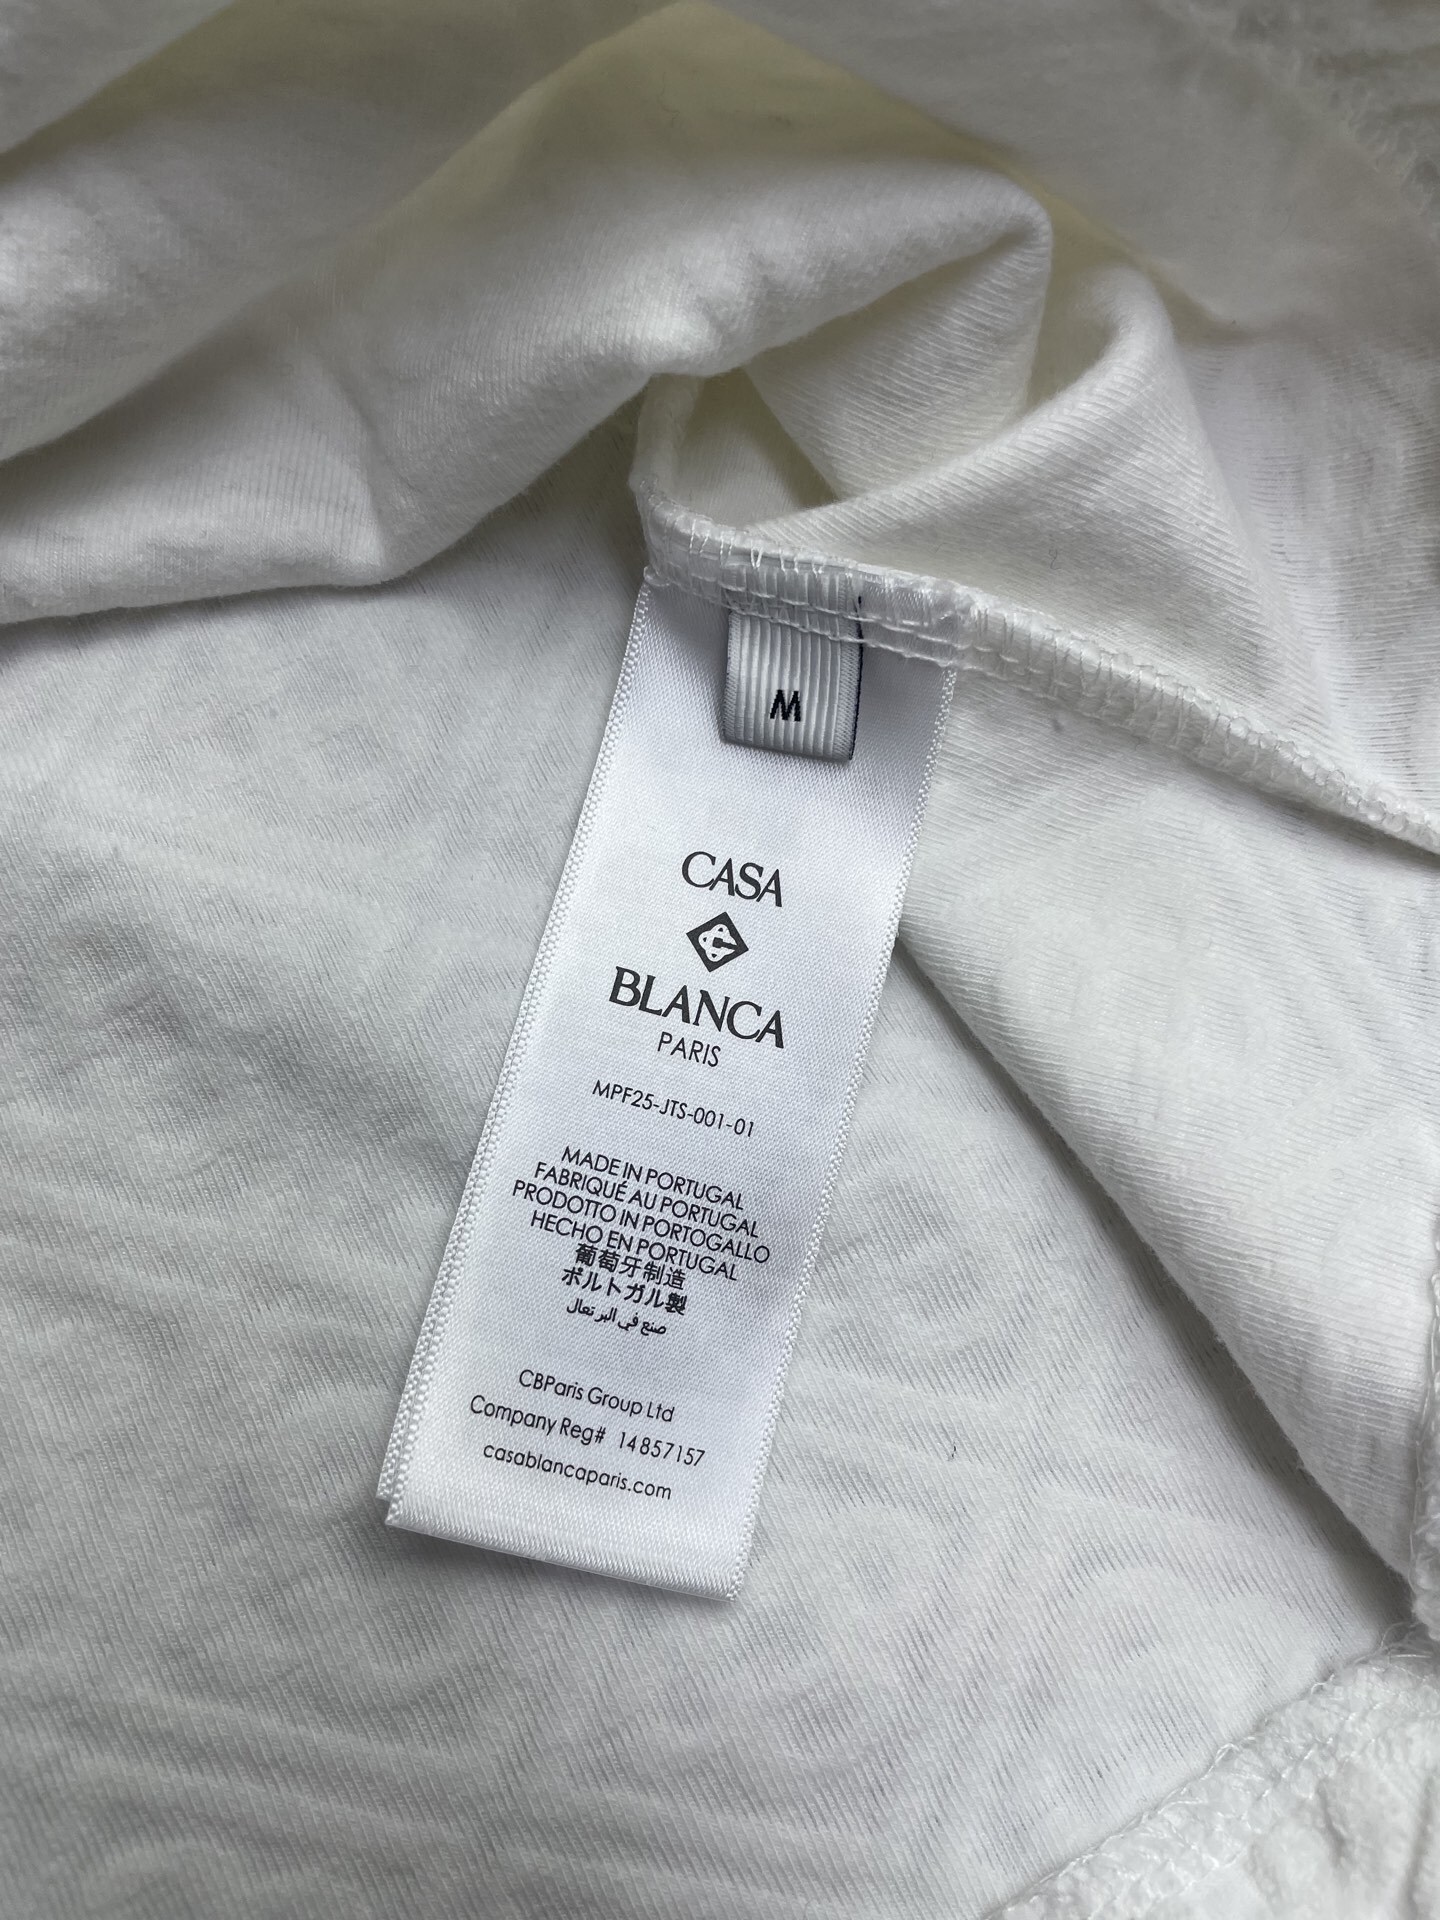 M
CASA
BLANCA
PARIS
MPF25-JTS-001-01
MADE IN PORTUGAL
FABRIQUÉ AU PORTUGAL
PRODOTTO IN PORTOGALLO
HECHO EN PORTUGAL
葡萄牙制造
ポルトガル製
صنع في البرتغال
CBParis Group Ltd
Company Reg# 14857157
casablancaparis.com